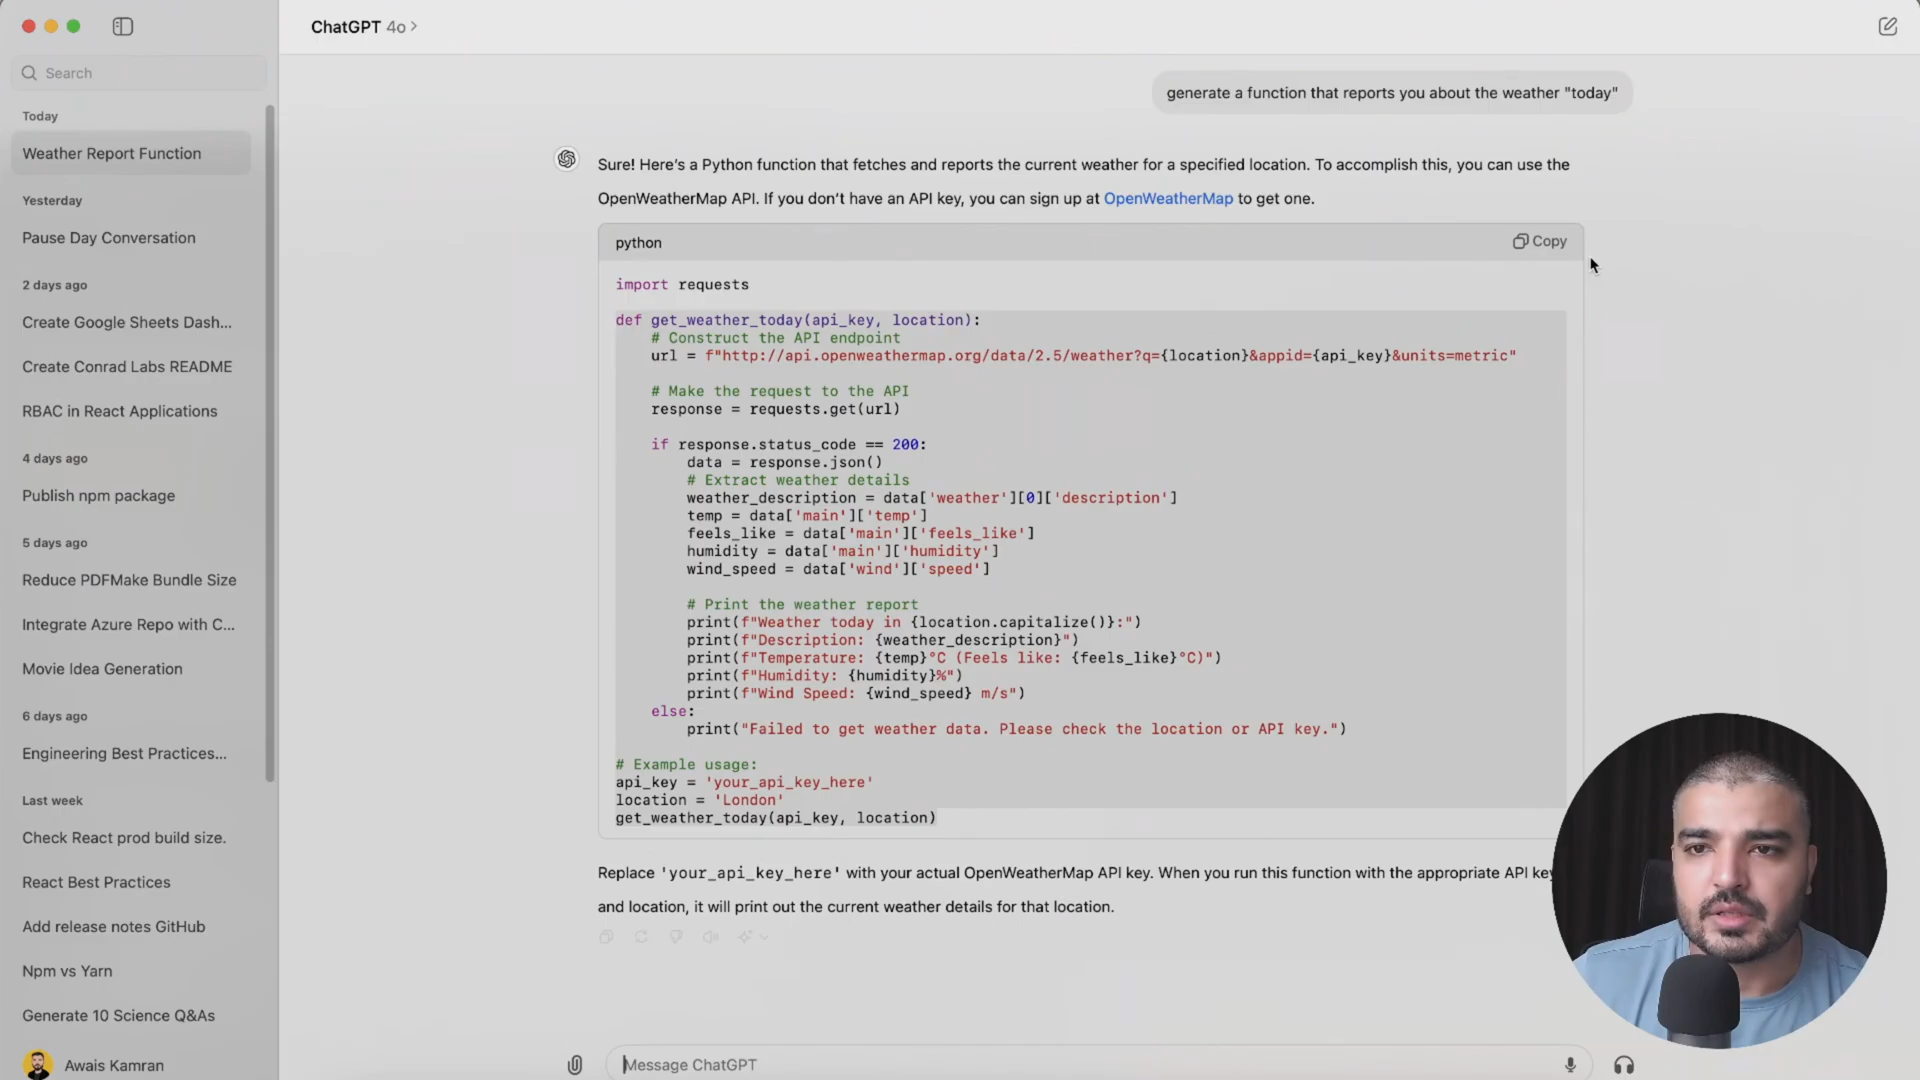 ChatGPT 4o >
Search
Today
Weather Report Function
Yesterday
Pause Day Conversation
2 days ago
Create Google Sheets Dash...
Create Conrad Labs README
RBAC in React Applications
4 days ago
Publish npm package
5 days ago
Reduce PDFMake Bundle Size
Integrate Azure Repo with C...
Movie Idea Generation
6 days ago
Engineering Best Practices...
Last week
Check React prod build size.
React Best Practices
Add release notes GitHub
Npm vs Yarn
Generate 10 Science Q&As
Awais Kamran
generate a function that reports you about the weather "today"
Sure! Here's a Python function that fetches and reports the current weather for a specified location. To accomplish this, you can use the
OpenWeatherMap API. If you don't have an API key, you can sign up at OpenWeatherMap to get one.
python
Copy
import requests
def get_weather_today(api_key, location):
    # Construct the API endpoint
    url = f"http://api.openweathermap.org/data/2.5/weather?q={location}&appid={api_key}&units=metric"
    # Make the request to the API
    response = requests.get(url)
    if response.status_code == 200:
        data = response.json()
        # Extract weather details
        weather_description = data['weather'][0]['description']
        temp = data['main']['temp']
        feels_like = data['main']['feels_like']
        humidity = data['main']['humidity']
        wind_speed = data['wind']['speed']
        # Print the weather report
        print(f"Weather today in {location.capitalize()}:")
        print(f"Description: {weather_description}")
        print(f"Temperature: {temp}°C (Feels like: {feels_like}°C)")
        print(f"Humidity: {humidity}%")
        print(f"Wind Speed: {wind_speed} m/s")
    else:
        print("Failed to get weather data. Please check the location or API key.")
# Example usage:
api_key = 'your_api_key_here'
location = 'London'
get_weather_today(api_key, location)
Replace 'your_api_key_here' with your actual OpenWeatherMap API key. When you run this function with the appropriate API key
and location, it will print out the current weather details for that location.
Message ChatGPT